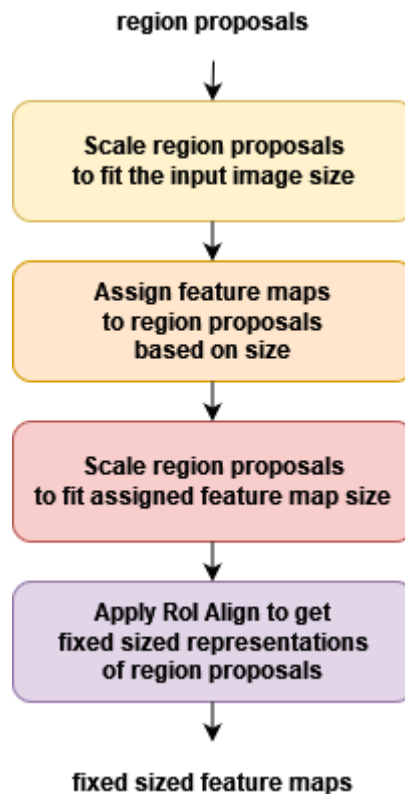 region proposals
Scale region proposals
to fit the input image size
Assign feature maps
to region proposals
based on size
Scale region proposals
to fit assigned feature map size
Apply RoI Align to get
fixed sized representations
of region proposals
fixed sized feature maps